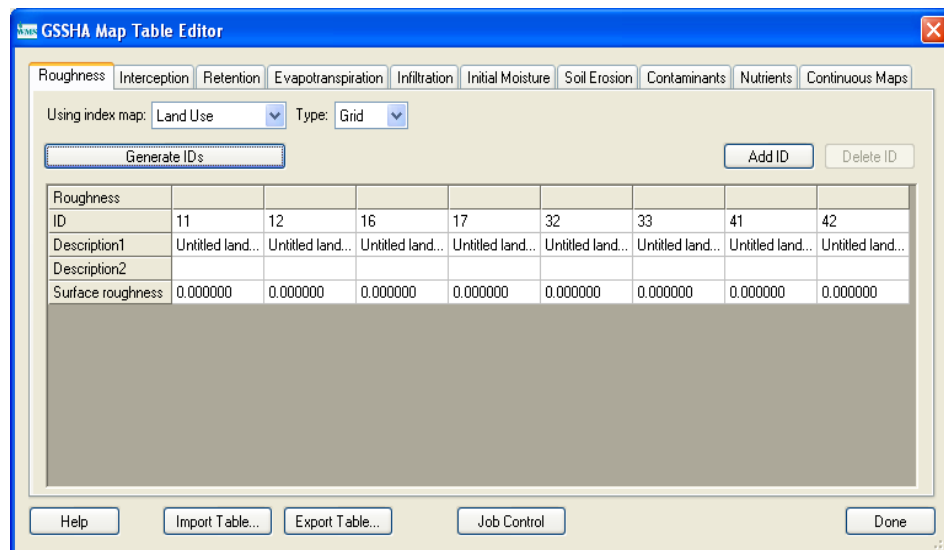 WMS GSSHA Map Table Editor
Roughness Interception Retention Evapotranspiration Infiltration Initial Moisture Soil Erosion Contaminants Nutrients Continuous Maps
Using index map: Land Use Type: Grid
Generate IDs Add ID Delete ID
Roughness
ID 11 12 16 17 32 33 41 42
Description1 Untitled land... Untitled land... Untitled land... Untitled land... Untitled land... Untitled land... Untitled land... Untitled land...
Description2
Surface roughness 0.000000 0.000000 0.000000 0.000000 0.000000 0.000000 0.000000 0.000000
Help Import Table... Export Table... Job Control Done